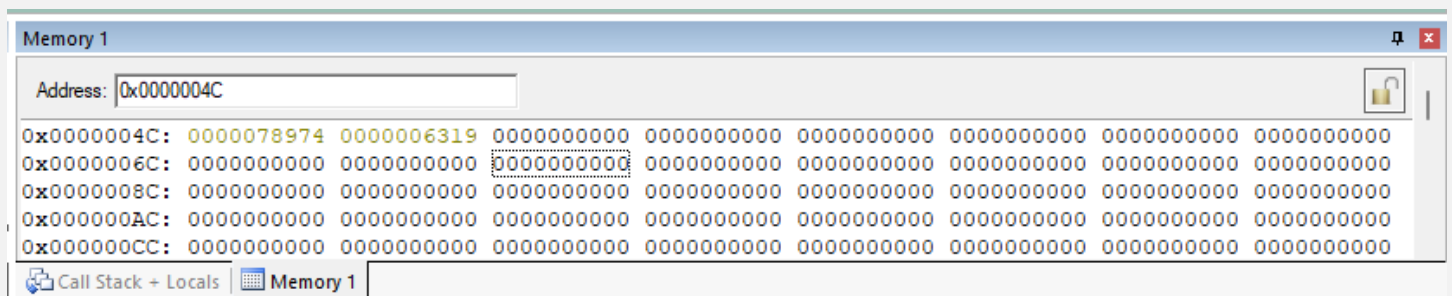 Memory 1
Address: 0x0000004C
0x0000004C: 0000078974 0000006319 0000000000 0000000000 0000000000 0000000000 0000000000 0000000000
0x0000006C: 0000000000 0000000000 0000000000 0000000000 0000000000 0000000000 0000000000 0000000000
0x0000008C: 0000000000 0000000000 0000000000 0000000000 0000000000 0000000000 0000000000 0000000000
0x000000AC: 0000000000 0000000000 0000000000 0000000000 0000000000 0000000000 0000000000 0000000000
0x000000CC: 0000000000 0000000000 0000000000 0000000000 0000000000 0000000000 0000000000 0000000000
Call Stack + Locals Memory 1